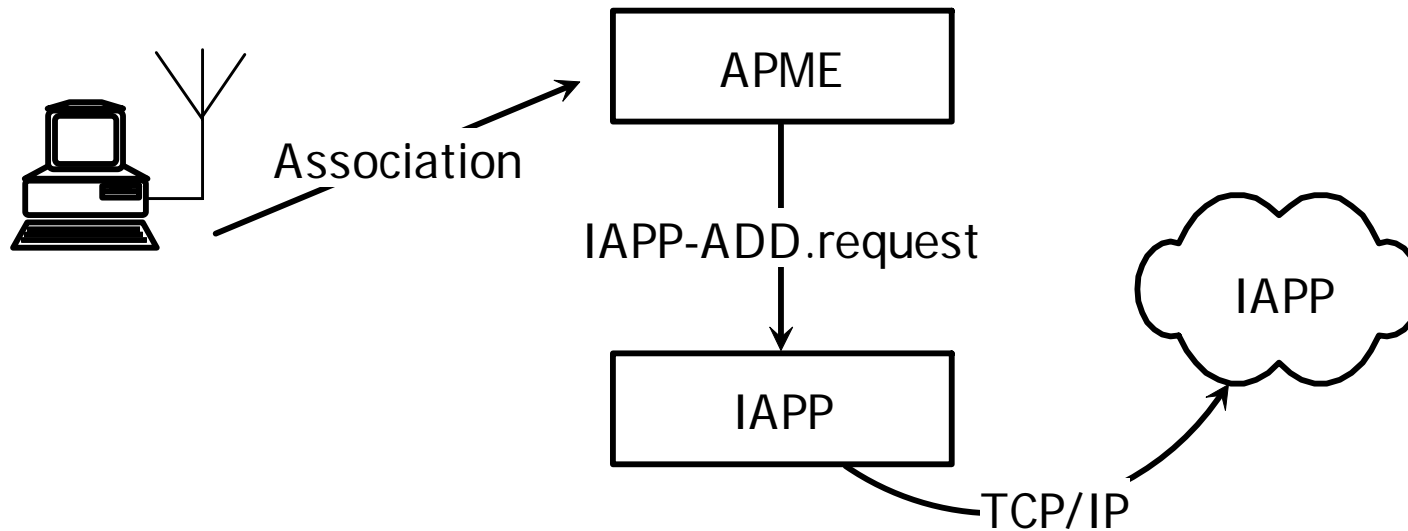 APME
Association
IAPP-ADD.request
IAPP
IAPP
TCP/IP